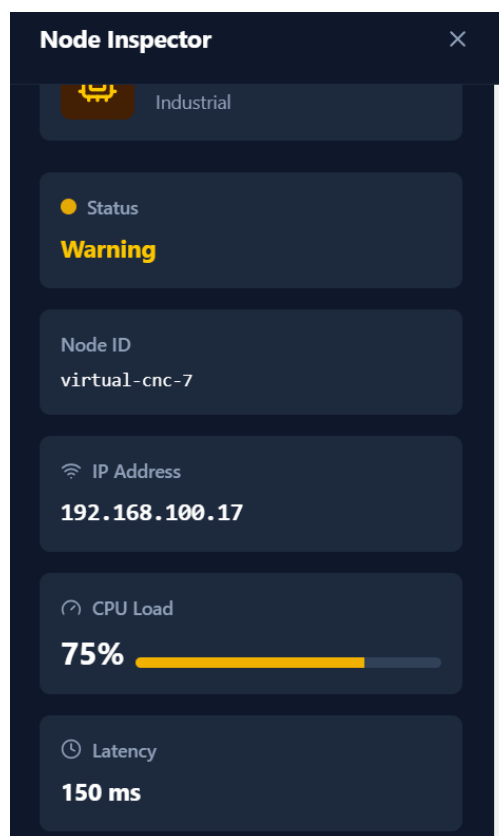 Node Inspector
Industrial
Status
Warning
Node ID
virtual-cnc-7
IP Address
192.168.100.17
CPU Load
75%
Latency
150 ms